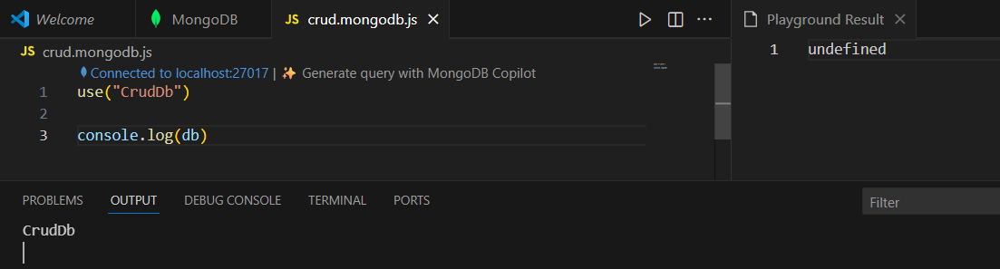 Welcome
MongoDB
JS crud.mongodb.js
Playground Result
JS crud.mongodb.js
Connected to localhost:27017 | ✨ Generate query with MongoDB Copilot
1 use("CrudDb")
2
3 console.log(db)
1 undefined
PROBLEMS OUTPUT DEBUG CONSOLE TERMINAL PORTS
Filter
CrudDb